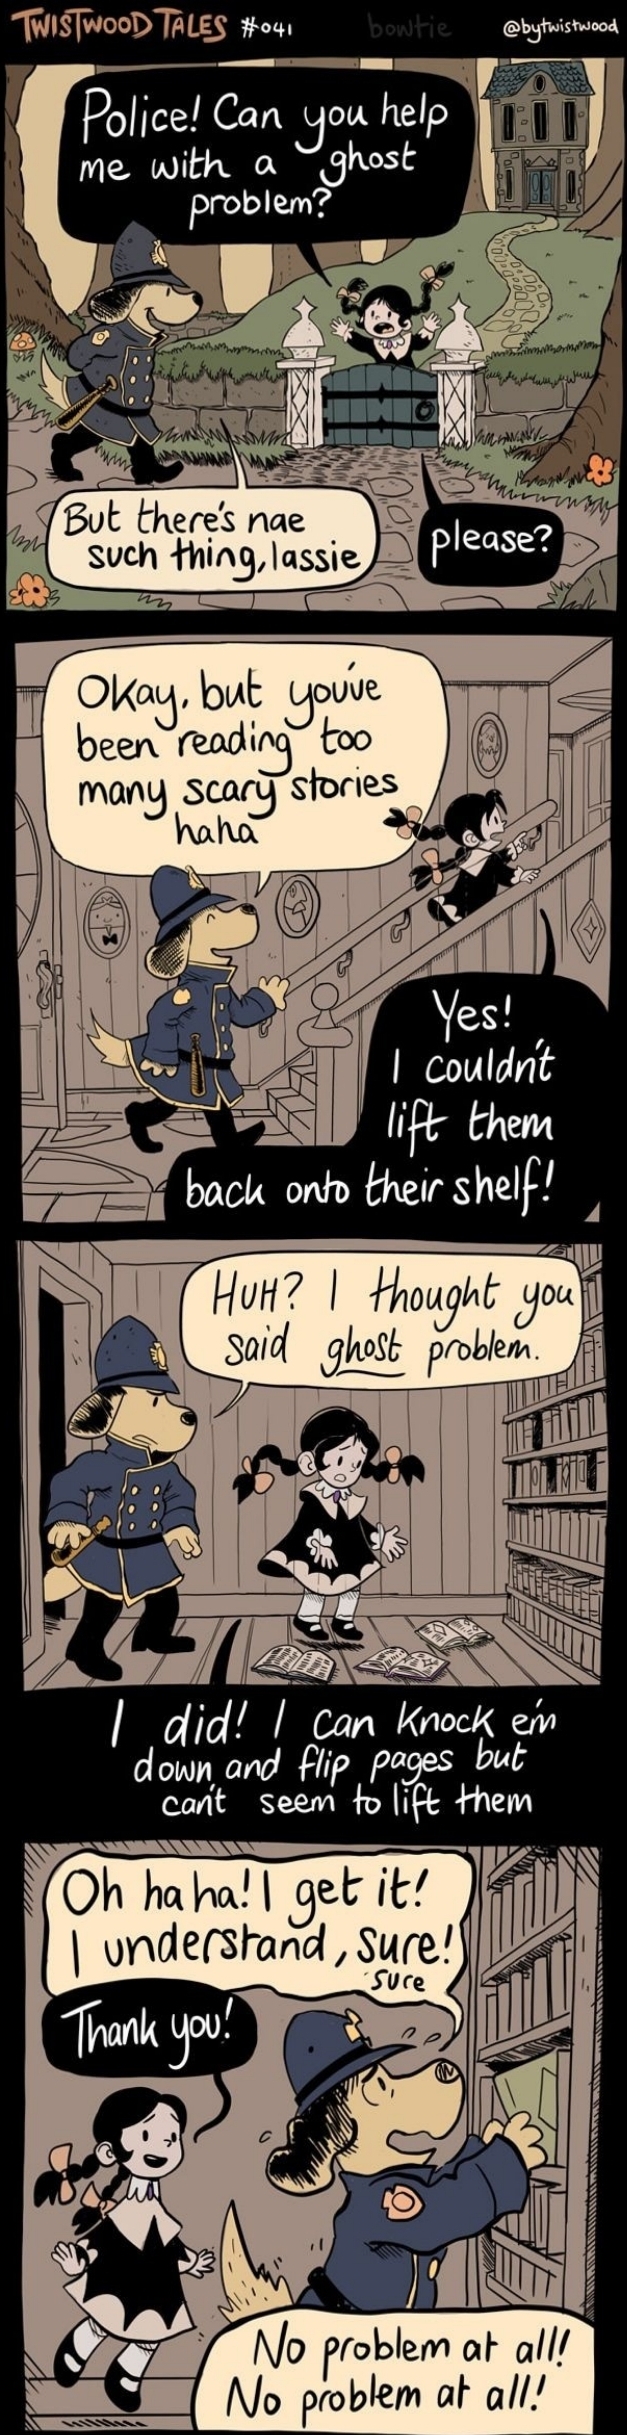 TWISTWOOD TALES #041 bowtie @bytwistwood
Police! Can you help
me with a ghost
problem?
But there's nae
such thing, lassie
please?
Okay, but you've
been reading too
many scary stories
haha
Yes!
I couldn't
lift them
back onto their shelf!
HUH? I thought you
said ghost problem.
I did! I can knock em
down and flip pages but
can't seem to lift them
Oh haha! I get it!
I understand, sure!
sure
Thank you!
No problem at all!
No problem at all!